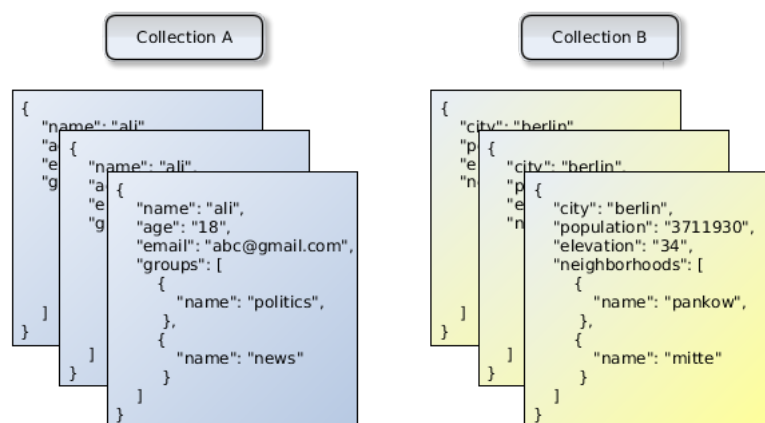 Collection A
{
"name": "ali"
"a
"e
"g
]
}
{
"name": "ali",
"a
"e
"g
]
}
{
"name": "ali",
"age": "18",
"email": "abc@gmail.com",
"groups": [
{
"name": "politics",
},
{
"name": "news"
}
]
}
Collection B
{
"city": "berlin"
"p
"e
"n
]
}
{
"city": "berlin",
"p
"e
"n
]
}
{
"city": "berlin",
"population": "3711930",
"elevation": "34",
"neighborhoods": [
{
"name": "pankow",
},
{
"name": "mitte"
}
]
}